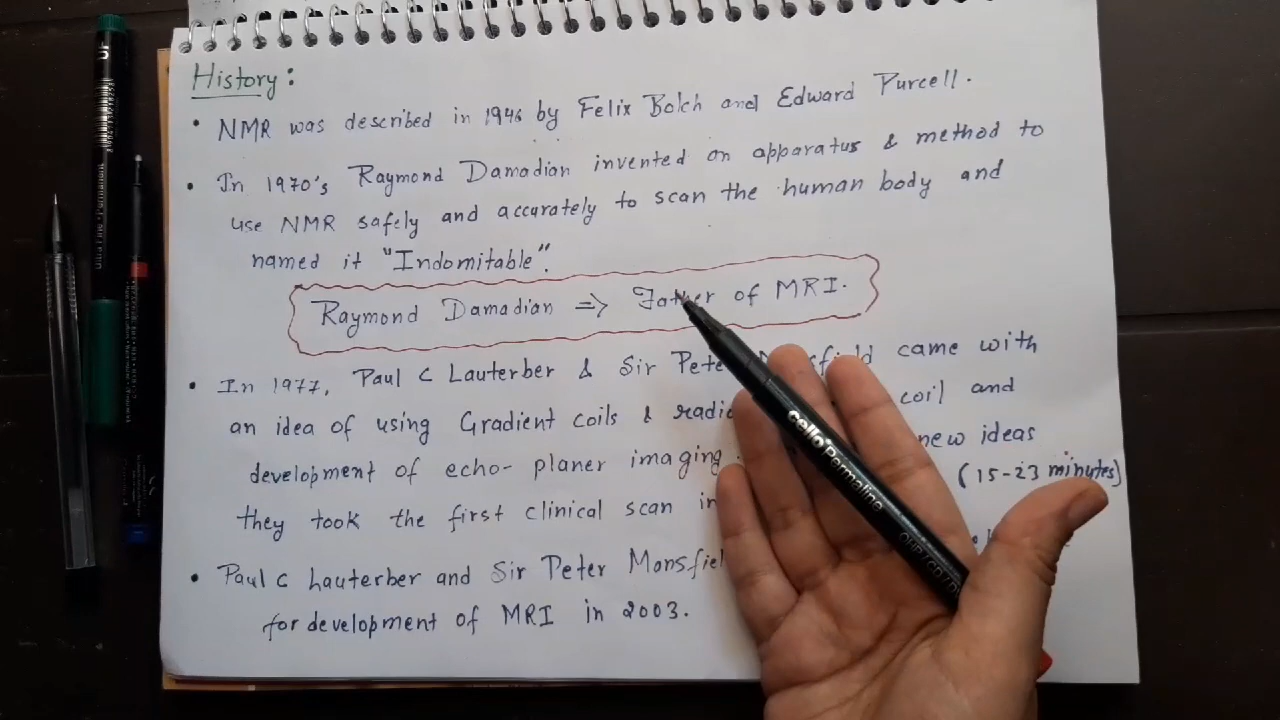 History:
• NMR was described in 1946 by Felix Bolch and Edward Purcell.
• In 1970's Raymond Damadian invented an apparatus & method to
use NMR safely and accurately to scan the human body and
named it "Indomitable".
Raymond Damadian => Father of MRI.
• In 1977, Paul C Lauterber & Sir Pete came with
an idea of using Gradient coils & coil and
development of echo-planer imaging new ideas
they took the first clinical scan in (15-23 minutes)
• Paul C Lauterber and Sir Peter
for development of MRI in 2003.
cello Permaline